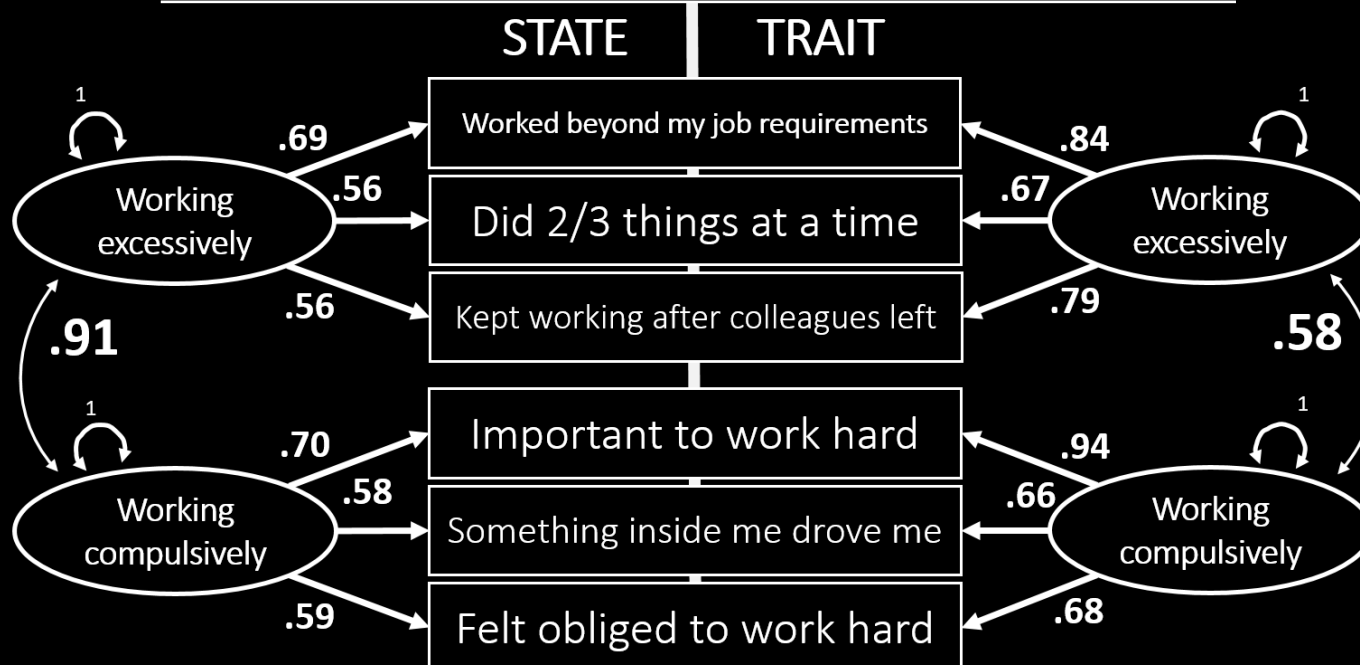 STATE TRAIT
1 1
Worked beyond my job requirements
.69 .84
Working
excessively
.56
Did 2/3 things at a time
.67
Working
excessively
.56
Kept working after colleagues left
.79
.91 .58
1 1
Important to work hard
.70 .94
Working
compulsively
.58
Something inside me drove me
.66
Working
compulsively
.59
Felt obliged to work hard
.68